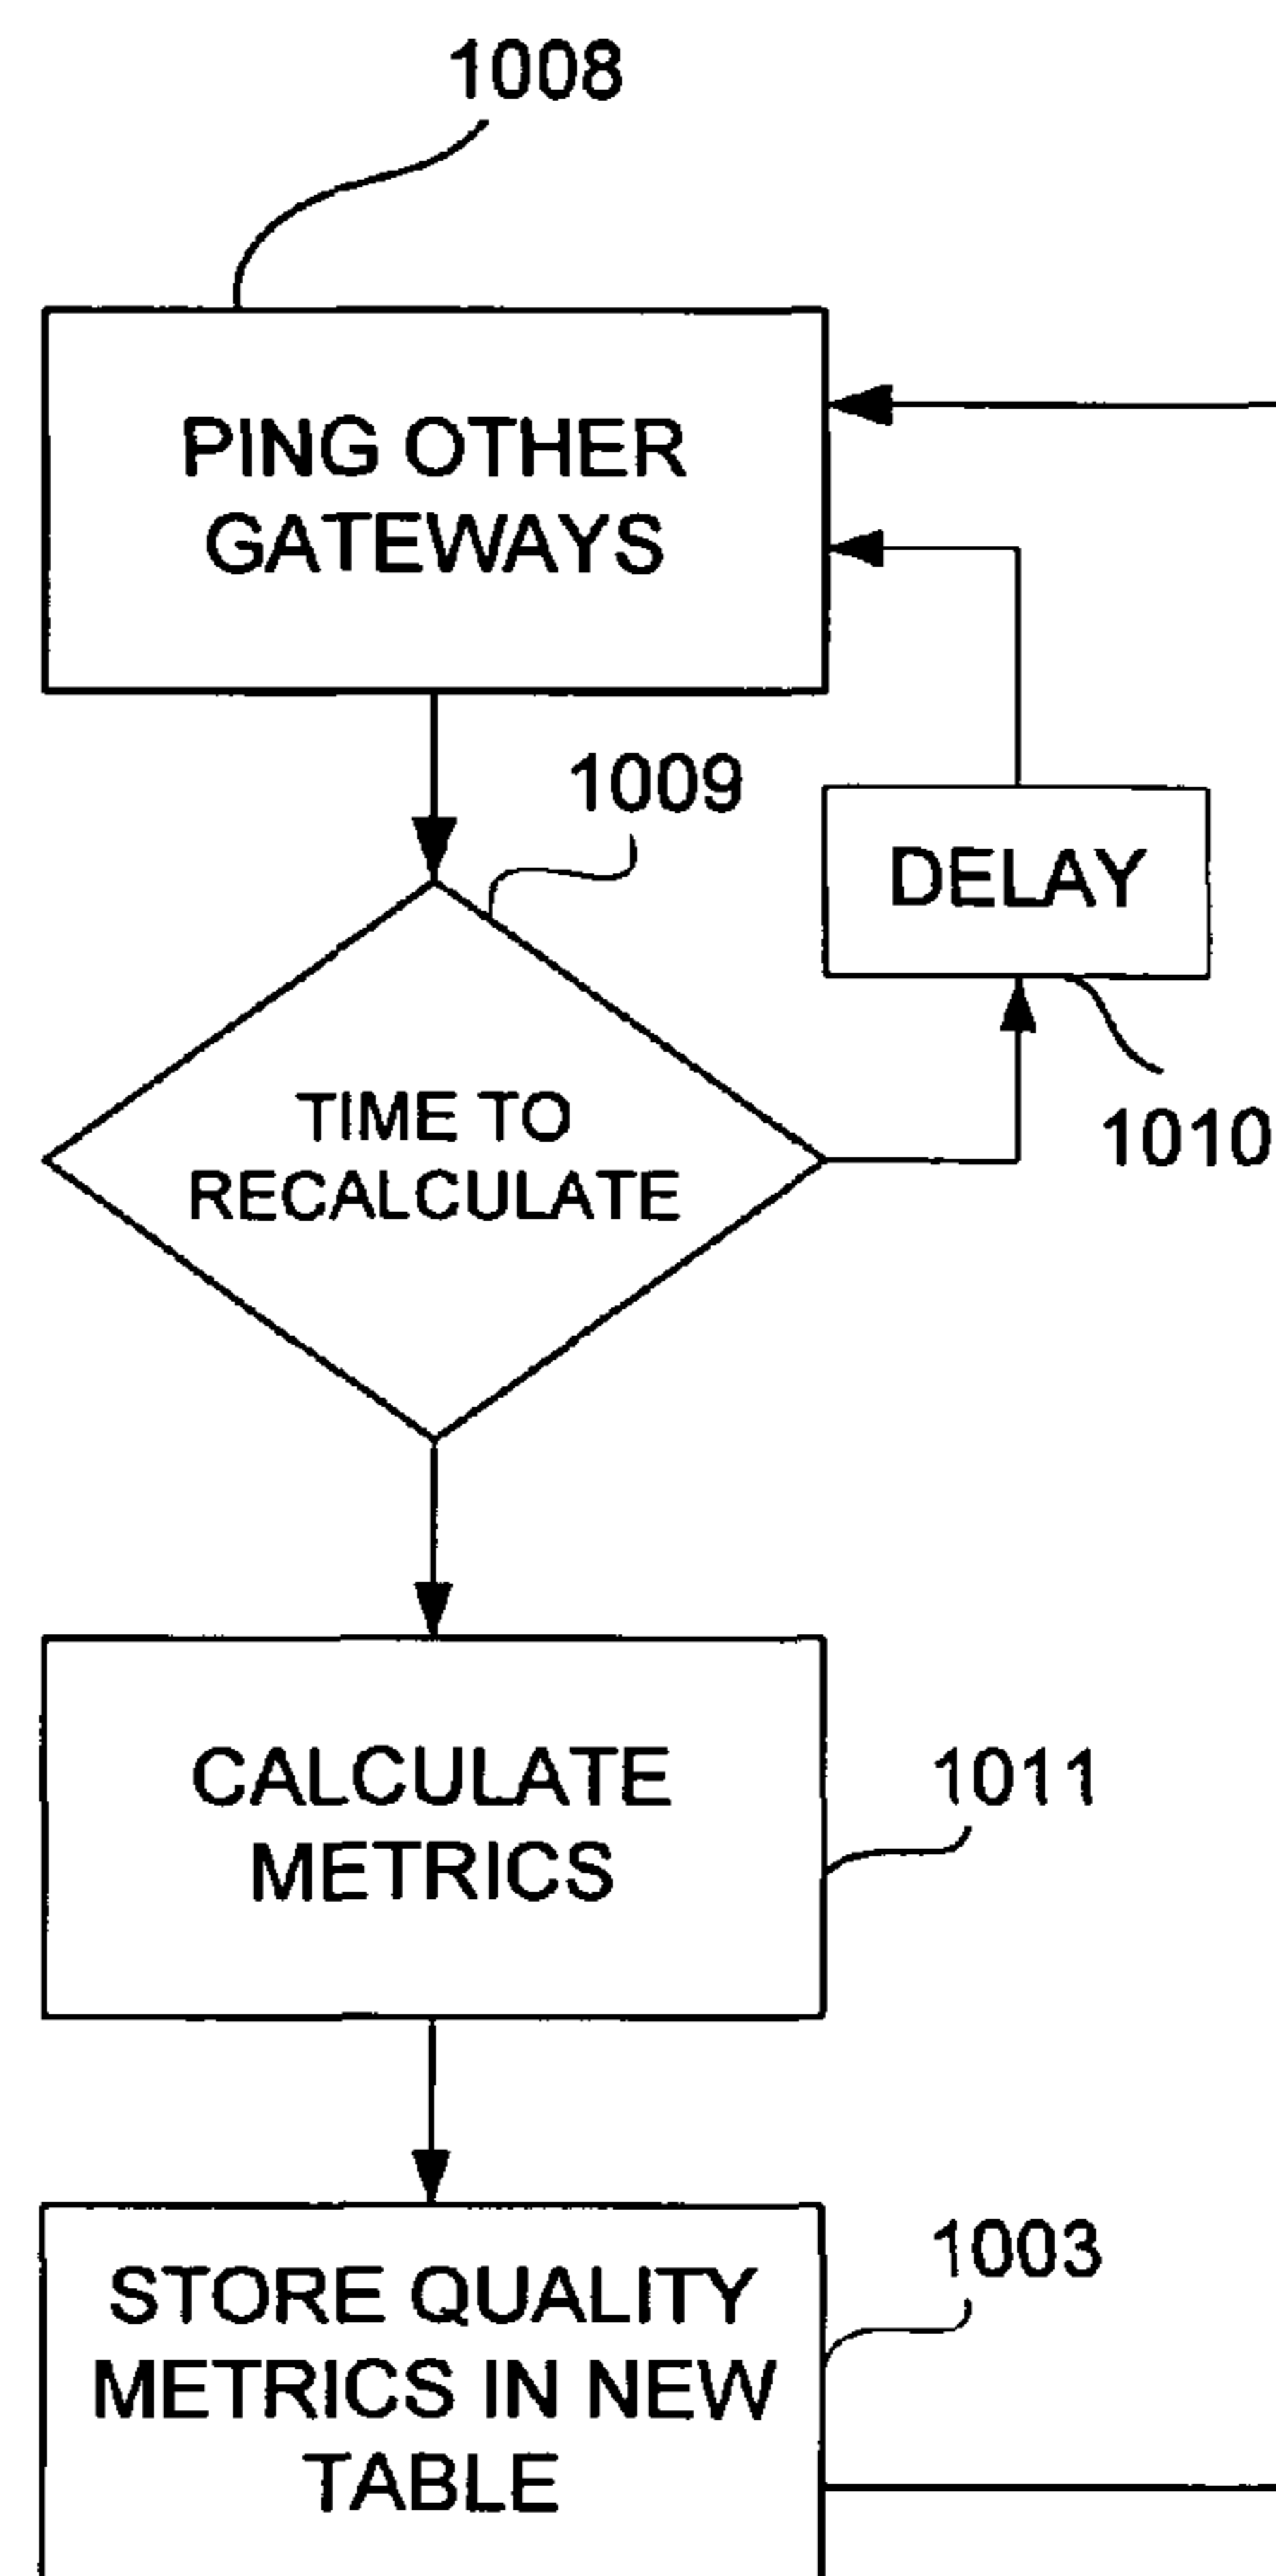 1008
PING OTHER
GATEWAYS
1009
DELAY
TIME TO
RECALCULATE
1010
CALCULATE
METRICS
1011
1003
STORE QUALITY
METRICS IN NEW
TABLE